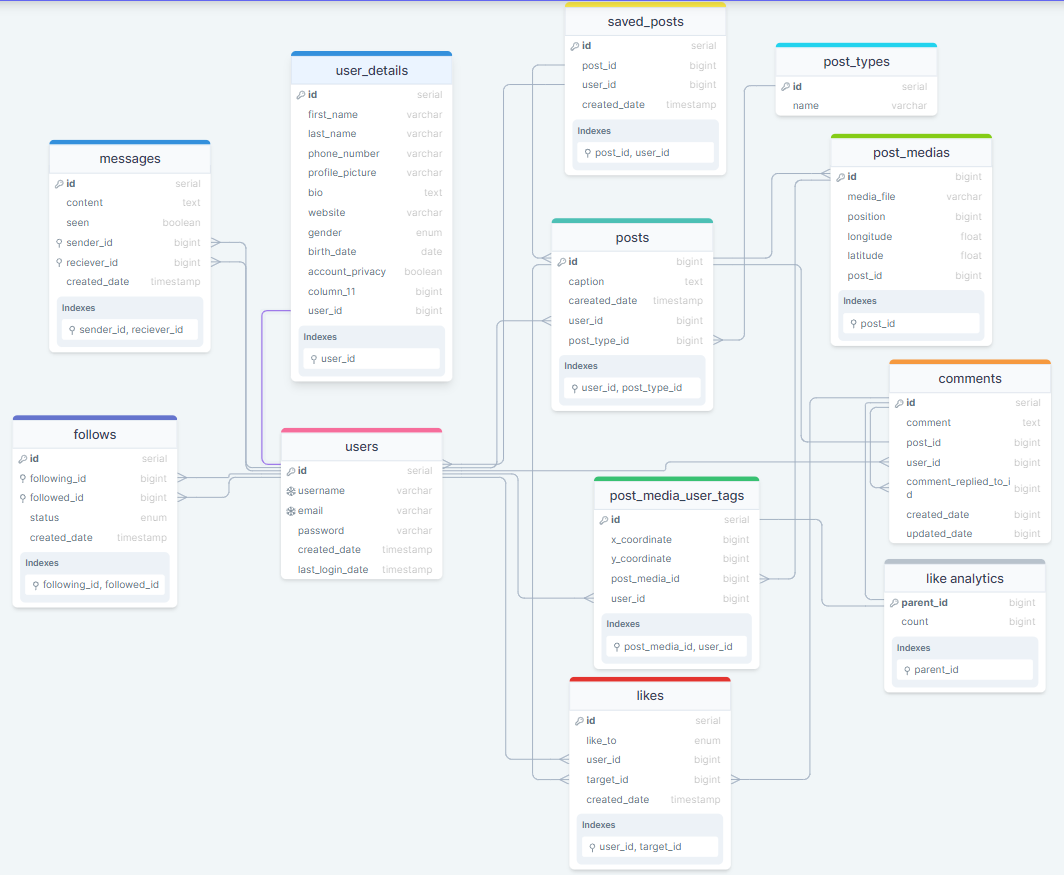 saved_posts
id serial
post_id bigint
user_id bigint
created_date timestamp
Indexes
post_id, user_id
post_types
id serial
name varchar
user_details
id serial
first_name varchar
last_name varchar
phone_number varchar
profile_picture varchar
bio text
website varchar
gender enum
birth_date date
account_privacy boolean
column_11 bigint
user_id bigint
Indexes
user_id
messages
id serial
content text
seen boolean
sender_id bigint
reciever_id bigint
created_date timestamp
Indexes
sender_id, reciever_id
post_medias
id bigint
media_file varchar
position bigint
longitude float
latitude float
post_id bigint
Indexes
post_id
posts
id bigint
caption text
careated_date timestamp
user_id bigint
post_type_id bigint
Indexes
user_id, post_type_id
comments
id serial
comment text
post_id bigint
user_id bigint
comment_replied_to_i
d bigint
created_date bigint
updated_date bigint
follows
id serial
following_id bigint
followed_id bigint
status enum
created_date timestamp
Indexes
following_id, followed_id
users
id serial
username varchar
email varchar
password varchar
created_date timestamp
last_login_date timestamp
post_media_user_tags
id serial
x_coordinate bigint
y_coordinate bigint
post_media_id bigint
user_id bigint
Indexes
post_media_id, user_id
like analytics
parent_id bigint
count bigint
Indexes
parent_id
likes
id serial
like_to enum
user_id bigint
target_id bigint
created_date timestamp
Indexes
user_id, target_id